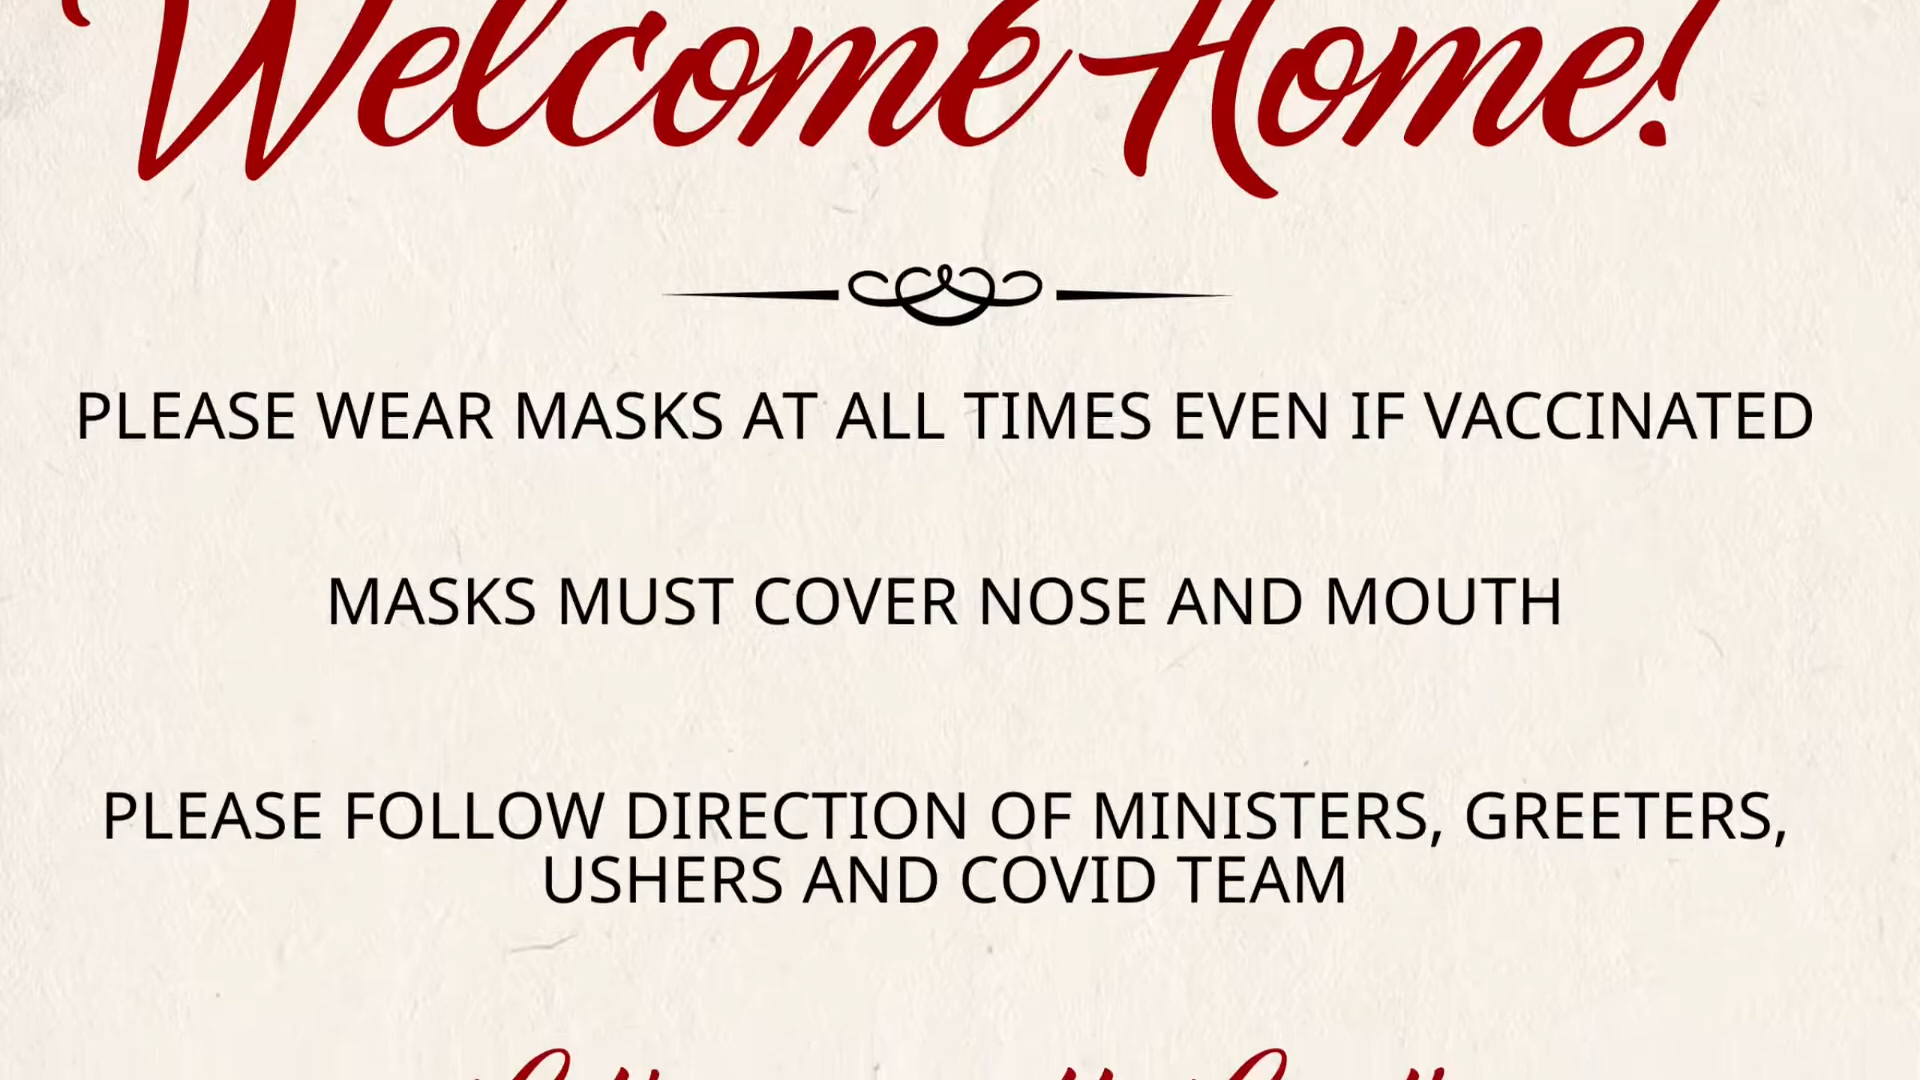 Welcome Home!
PLEASE WEAR MASKS AT ALL TIMES EVEN IF VACCINATED
MASKS MUST COVER NOSE AND MOUTH
PLEASE FOLLOW DIRECTION OF MINISTERS, GREETERS,
USHERS AND COVID TEAM